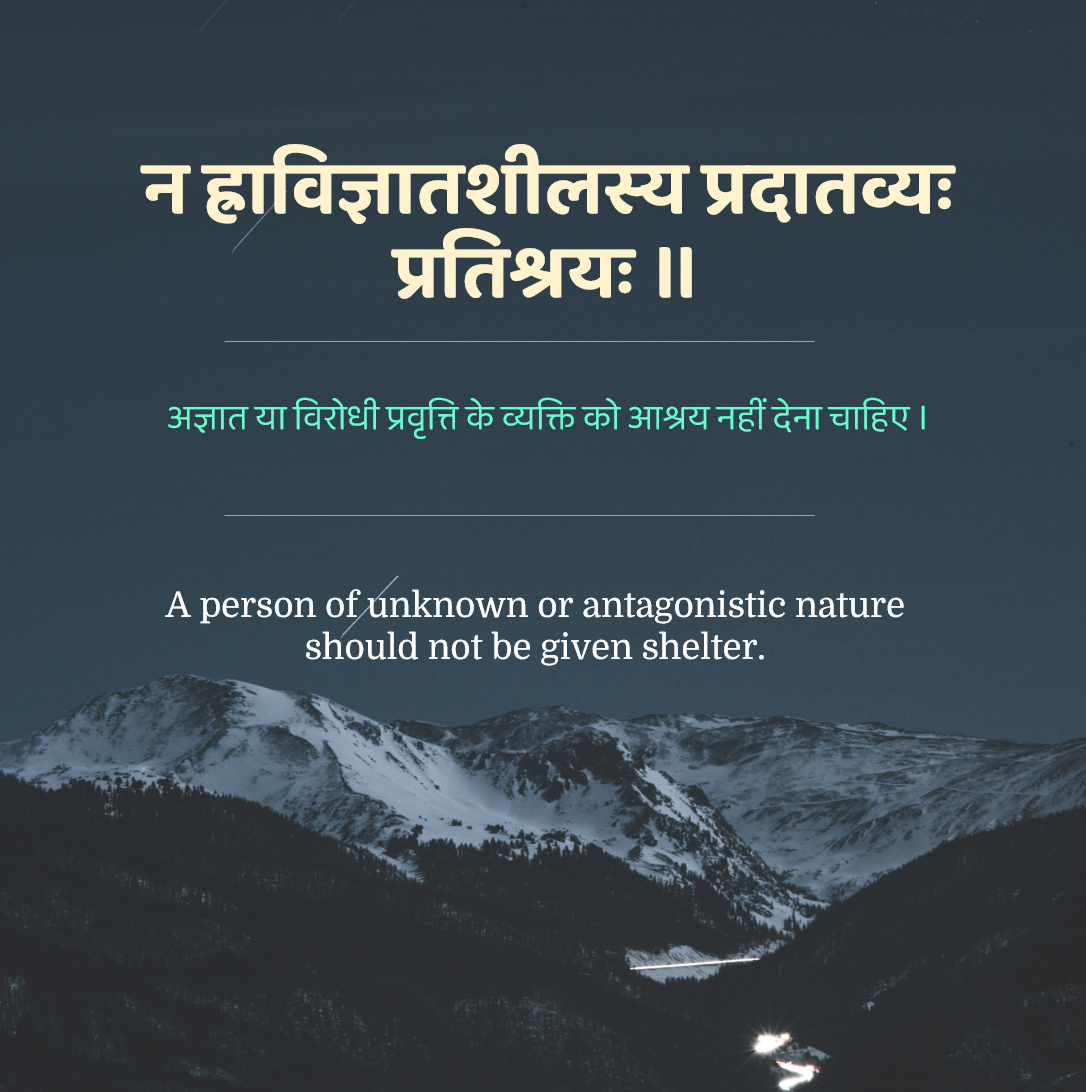 न ह्राविज्ञातशीलस्य प्रदातव्यः
प्रतिश्रयः ॥
अज्ञात या विरोधी प्रवृत्ति के व्यक्ति को आश्रय नहीं देना चाहिए ।
A person of unknown or antagonistic nature
should not be given shelter.